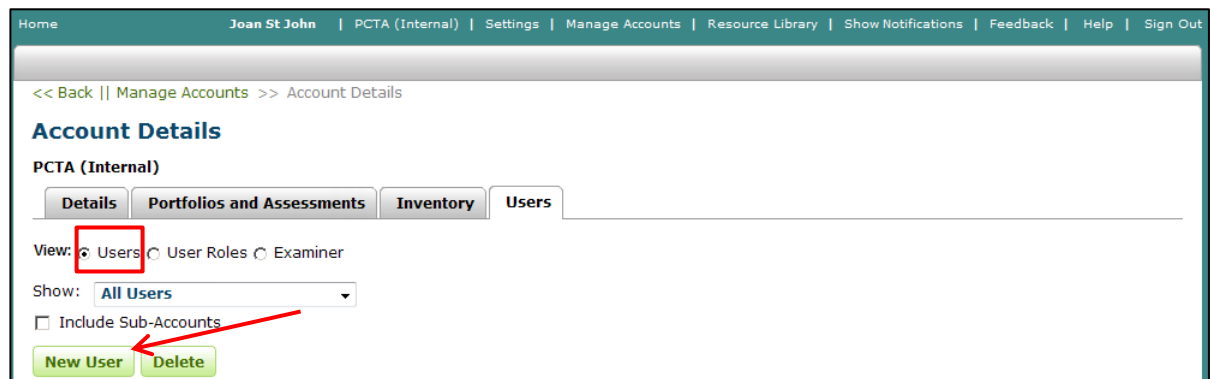 Home Joan St John | PCTA (Internal) | Settings | Manage Accounts | Resource Library | Show Notifications | Feedback | Help | Sign Out
<< Back || Manage Accounts >> Account Details
Account Details
PCTA (Internal)
Details Portfolios and Assessments Inventory Users
View: Users User Roles Examiner
Show: All Users
Include Sub-Accounts
New User Delete